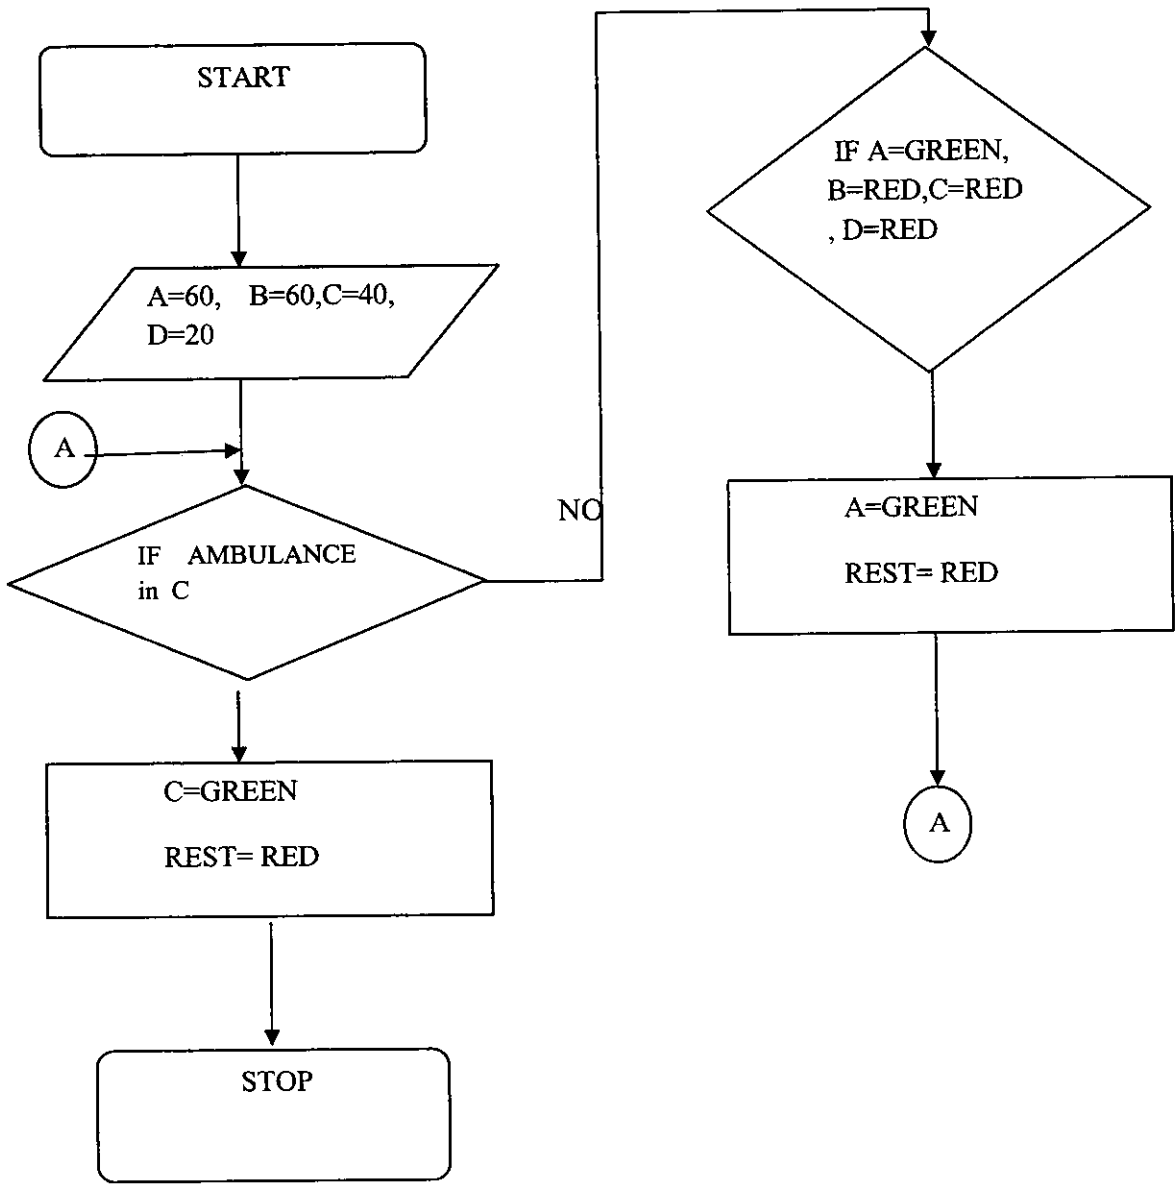 START
A=60, B=60,C=40,
D=20
A
IF AMBULANCE
in C
NO
C=GREEN
REST= RED
STOP
IF A=GREEN,
B=RED,C=RED
, D=RED
A=GREEN
REST= RED
A